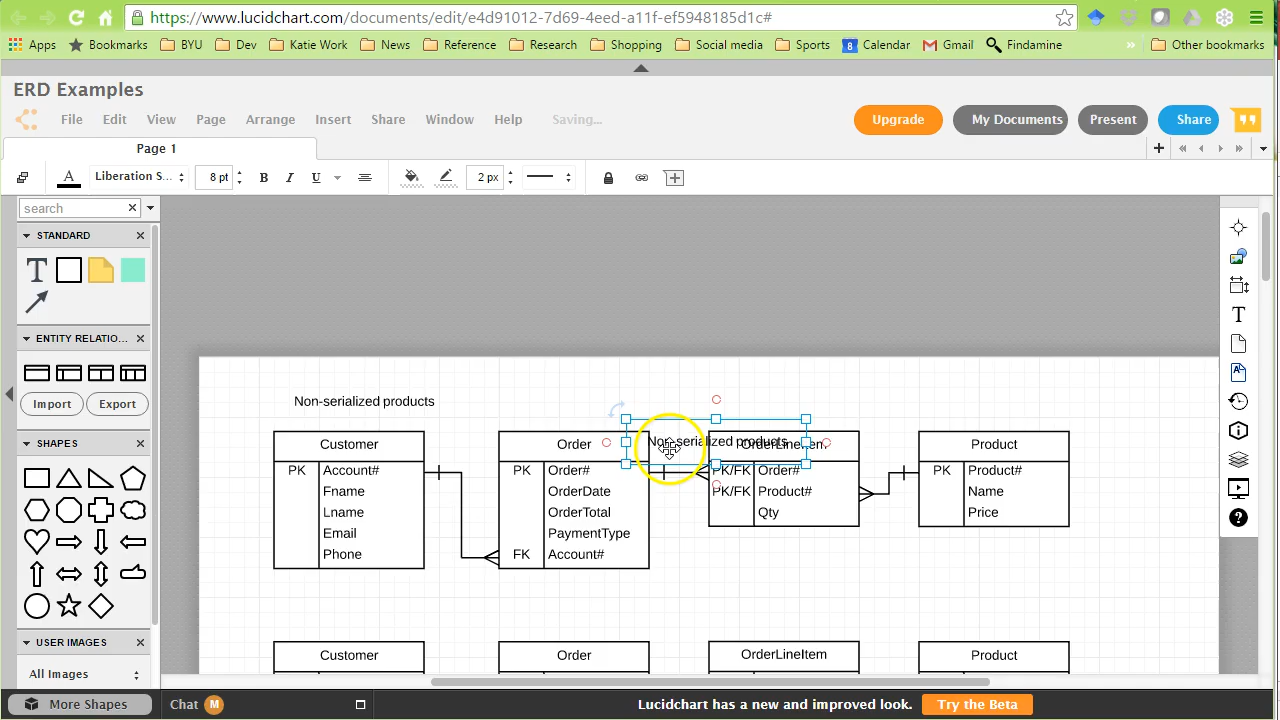 https://www.lucidchart.com/documents/edit/e4d91012-7d69-4eed-a11f-ef5948185d1c#
Apps Bookmarks BYU Dev Katie Work News Reference Research Shopping Social media Sports 8 Calendar Gmail Findamine » Other bookmarks
ERD Examples
File Edit View Page Arrange Insert Share Window Help Saving... Upgrade My Documents Present Share
Page 1
A Liberation S... 8 pt B I U 2 px
search
STANDARD
T
ENTITY RELATIO...
Import Export
SHAPES
USER IMAGES
All Images
More Shapes
Non-serialized products
Non-serialized products
Customer
PK Account#
Fname
Lname
Email
Phone
Order
PK Order#
OrderDate
OrderTotal
PaymentType
FK Account#
OrderLineItem
PK/FK Order#
PK/FK Product#
Qty
Product
PK Product#
Name
Price
Customer Order OrderLineItem Product
T
A
?
Chat M Lucidchart has a new and improved look. Try the Beta